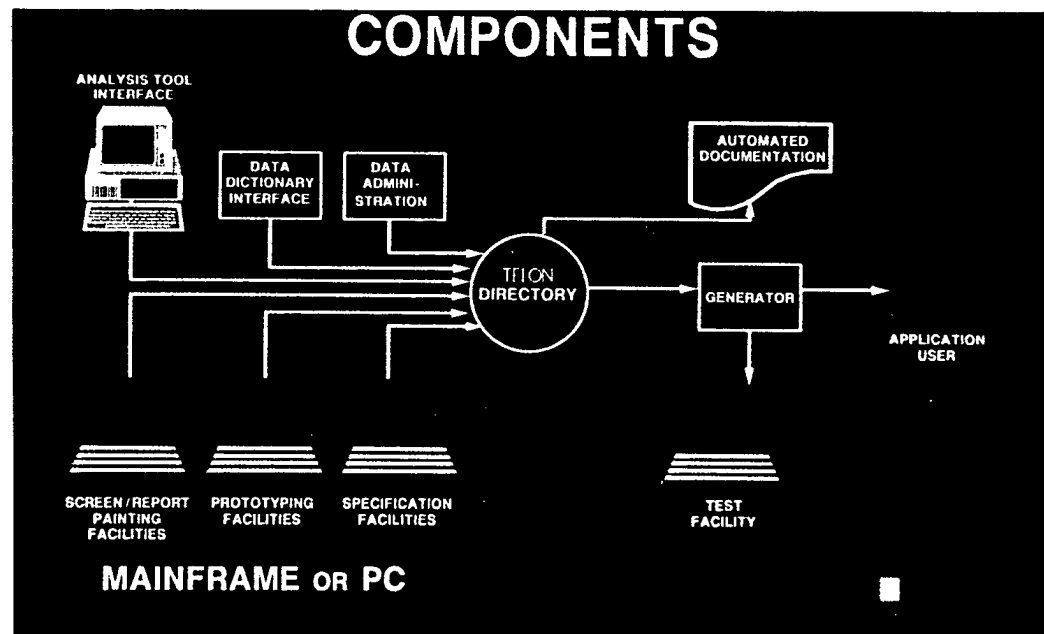 COMPONENTS
ANALYSIS TOOL
INTERFACE
DATA
DICTIONARY
INTERFACE
DATA
ADMINI-
STRATION
AUTOMATED
DOCUMENTATION
TELON
DIRECTORY
GENERATOR
APPLICATION
USER
SCREEN/REPORT
PAINTING
FACILITIES
PROTOTYPING
FACILITIES
SPECIFICATION
FACILITIES
TEST
FACILITY
MAINFRAME OR PC